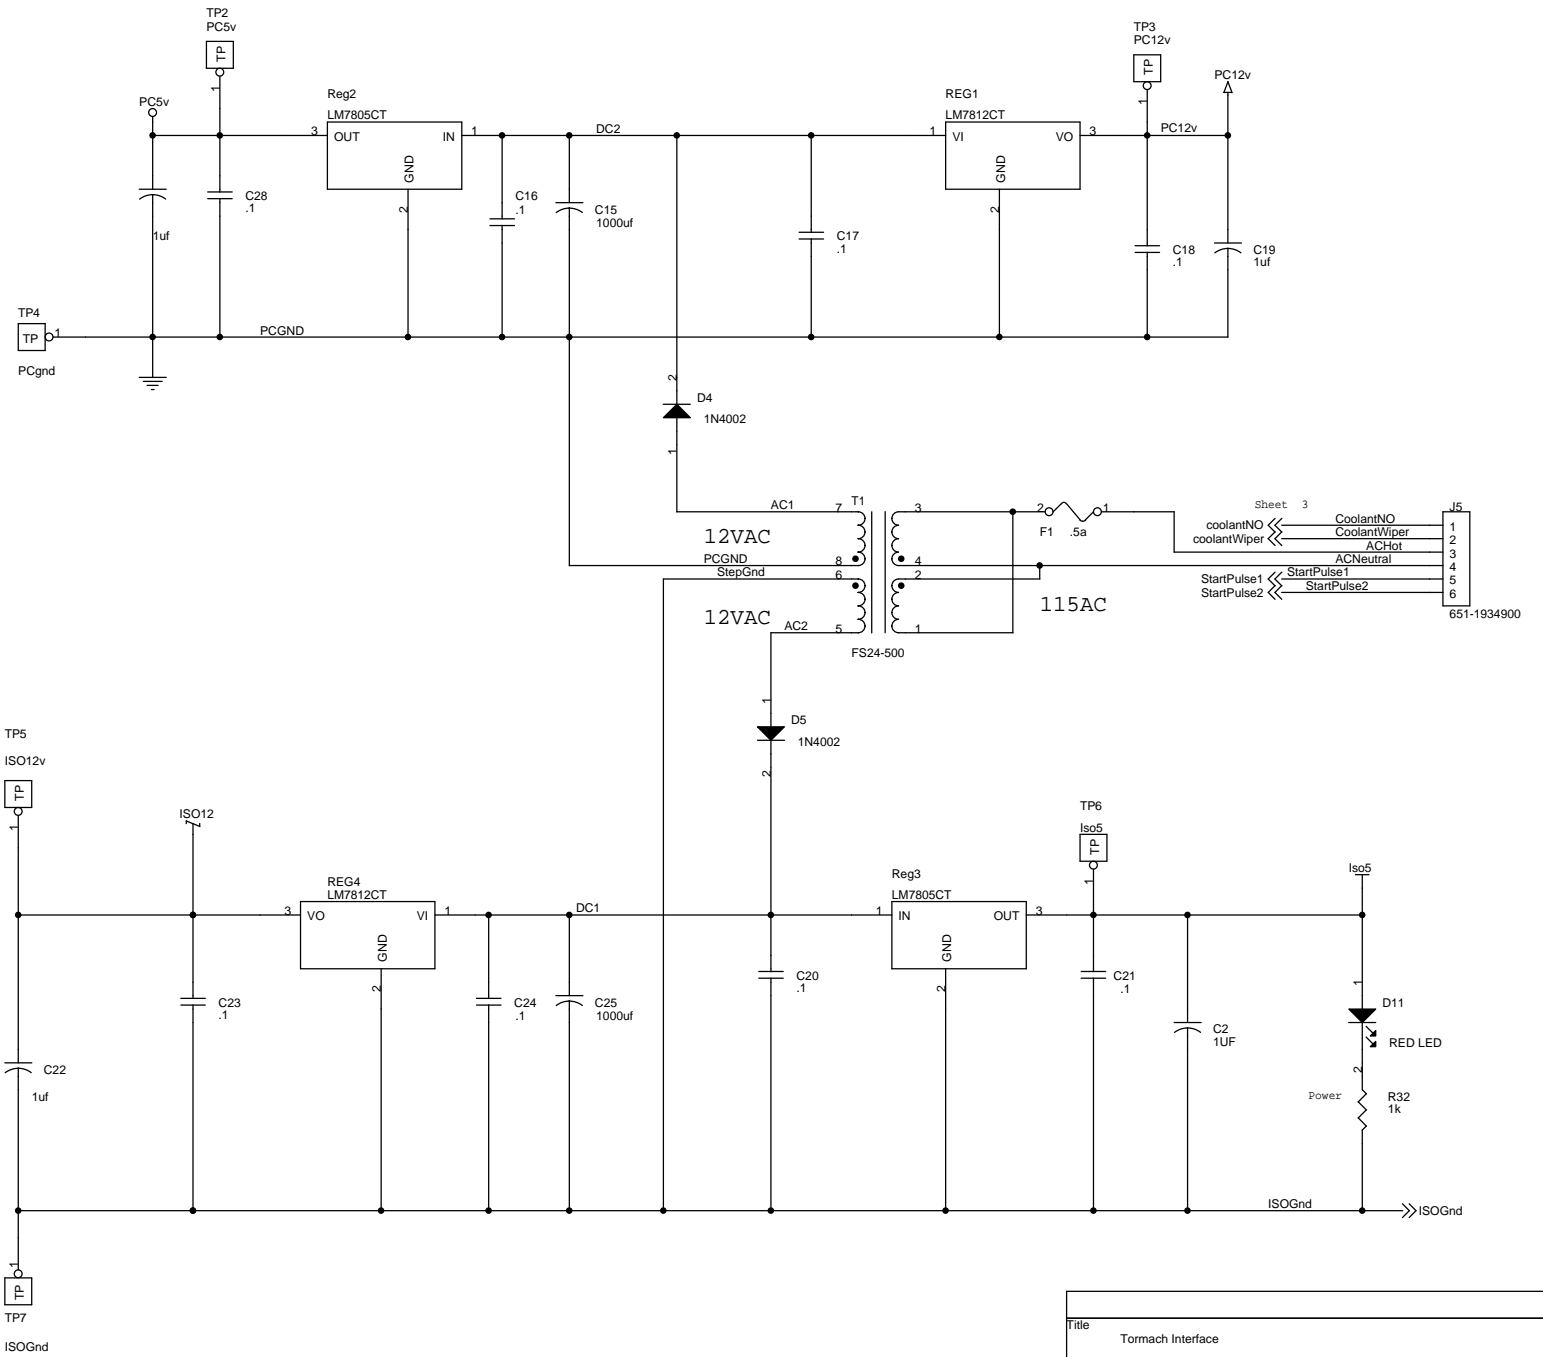 TP2
PC5v
TP
1
PC5v
Reg2
LM7805CT
3
OUT
IN
1
GND
2
DC2
C28
.1
1uf
C16
.1
C15
1000uf
C17
.1
REG1
LM7812CT
1
VI
VO
3
GND
2
TP3
PC12v
TP
1
PC12v
PC12v
C18
.1
C19
1uf
TP4
TP
1
PCgnd
PCGND
2
D4
1N4002
1
AC1
7
T1
3
12VAC
PCGND
8
4
StepGnd
6
2
12VAC
AC2
5
1
FS24-500
115AC
2
1
F1
.5a
Sheet 3
coolantNO
coolantWiper
CoolantNO
CoolantWiper
ACHot
ACNeutral
StartPulse1
StartPulse1
StartPulse2
StartPulse2
J5
1
2
3
4
5
6
651-1934900
1
D5
1N4002
2
TP5
ISO12v
TP
1
ISO12
REG4
LM7812CT
3
VO
VI
1
GND
2
DC1
Reg3
LM7805CT
1
IN
OUT
3
GND
2
TP6
Iso5
TP
1
Iso5
C22
1uf
C23
.1
C24
.1
C25
1000uf
C20
.1
C21
.1
C2
1UF
1
D11
RED LED
2
Power
R32
1k
ISOGnd
ISOGnd
1
TP
TP7
ISOGnd
Title
Tormach Interface